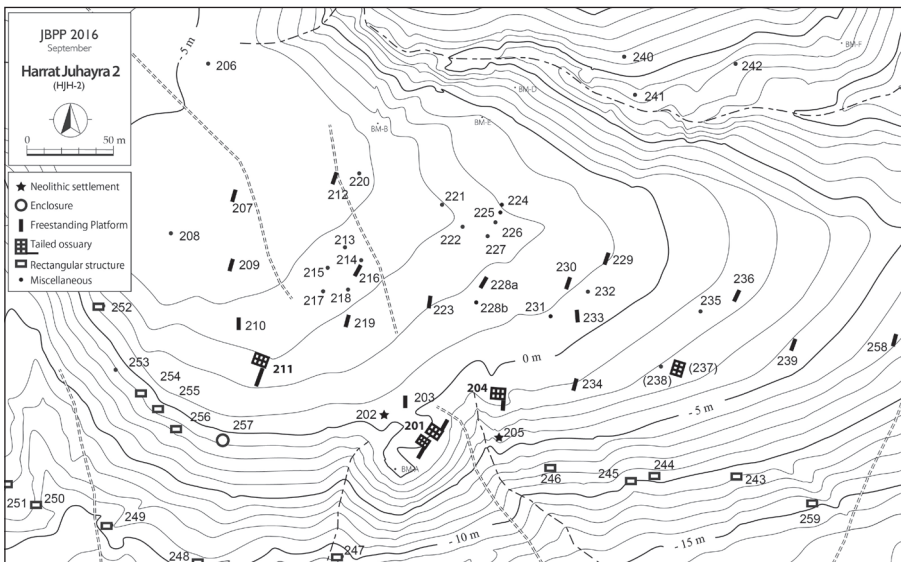 JBPP 2016
September
Harrat Juhayra 2
(HJH-2)
0 50 m
Neolithic settlement
Enclosure
Freestanding Platform
Tailed ossuary
Rectangular structure
Miscellaneous
- 5 m
206
240
242
BM-F
241
BM-D
BM-E
BM-B
220
212
207
221
224
225
226
222
227
208
213
214
215
216
209
229
230
228a
236
217
218
232
223
228b
231
235
252
210
219
233
0 m
258
253
211
239
(237)
(238)
254
204
234
255
203
202
- 5 m
256
201
257
205
BM-A
246
245
244
243
251
250
259
249
- 10 m
- 15 m
248
247